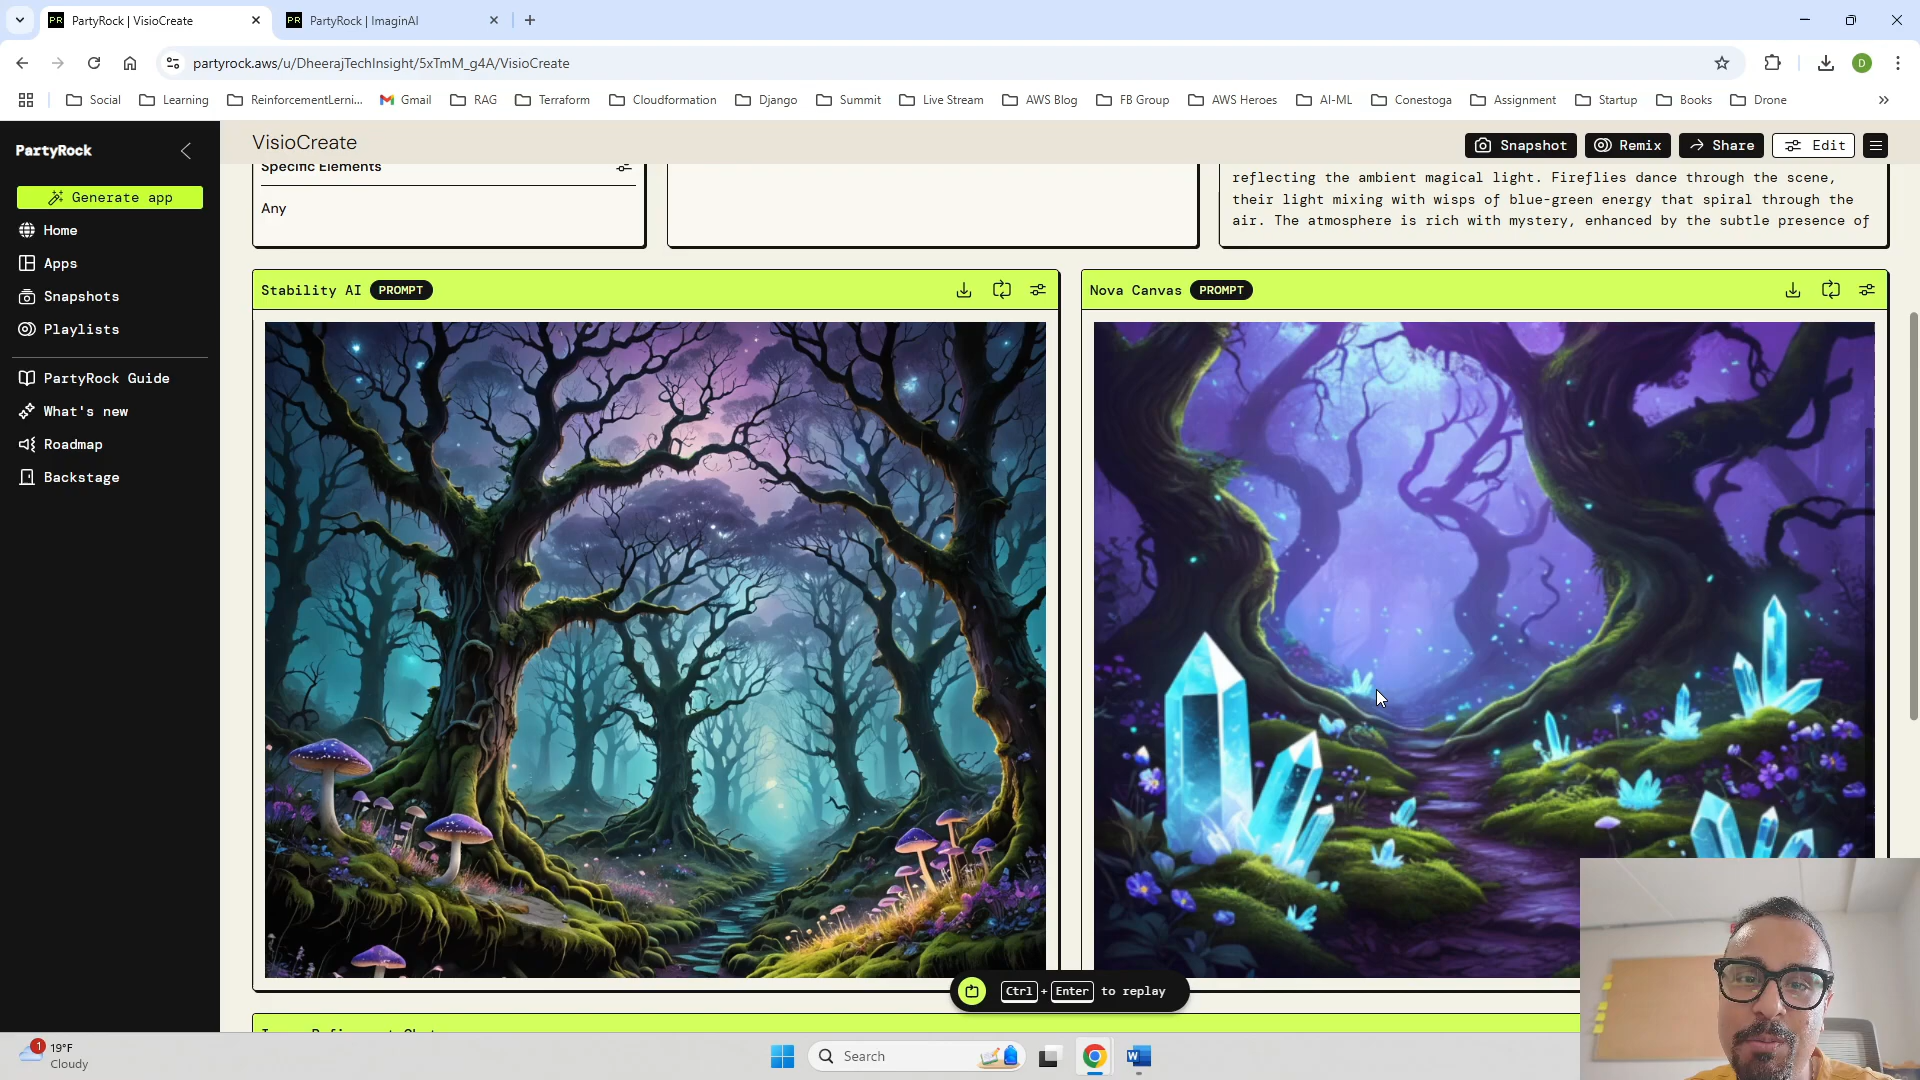 PartyRock | VisioCreate
PartyRock | ImaginAI
partyrock.aws/u/DheerajTechInsight/5xTmM_g4A/VisioCreate
D
Social
Learning
ReinforcementLerni...
Gmail
RAG
Terraform
Cloudformation
Django
Summit
Live Stream
AWS Blog
FB Group
AWS Heroes
AI-ML
Conestoga
Assignment
Startup
Books
Drone
PartyRock
Generate app
Home
Apps
Snapshots
Playlists
PartyRock Guide
What's new
Roadmap
Backstage
VisioCreate
Snapshot
Remix
Share
Edit
Specific Elements
Any
reflecting the ambient magical light. Fireflies dance through the scene,
their light mixing with wisps of blue-green energy that spiral through the
air. The atmosphere is rich with mystery, enhanced by the subtle presence of
Stability AI PROMPT
Nova Canvas PROMPT
Ctrl + Enter to replay
1
19°F
Cloudy
Search